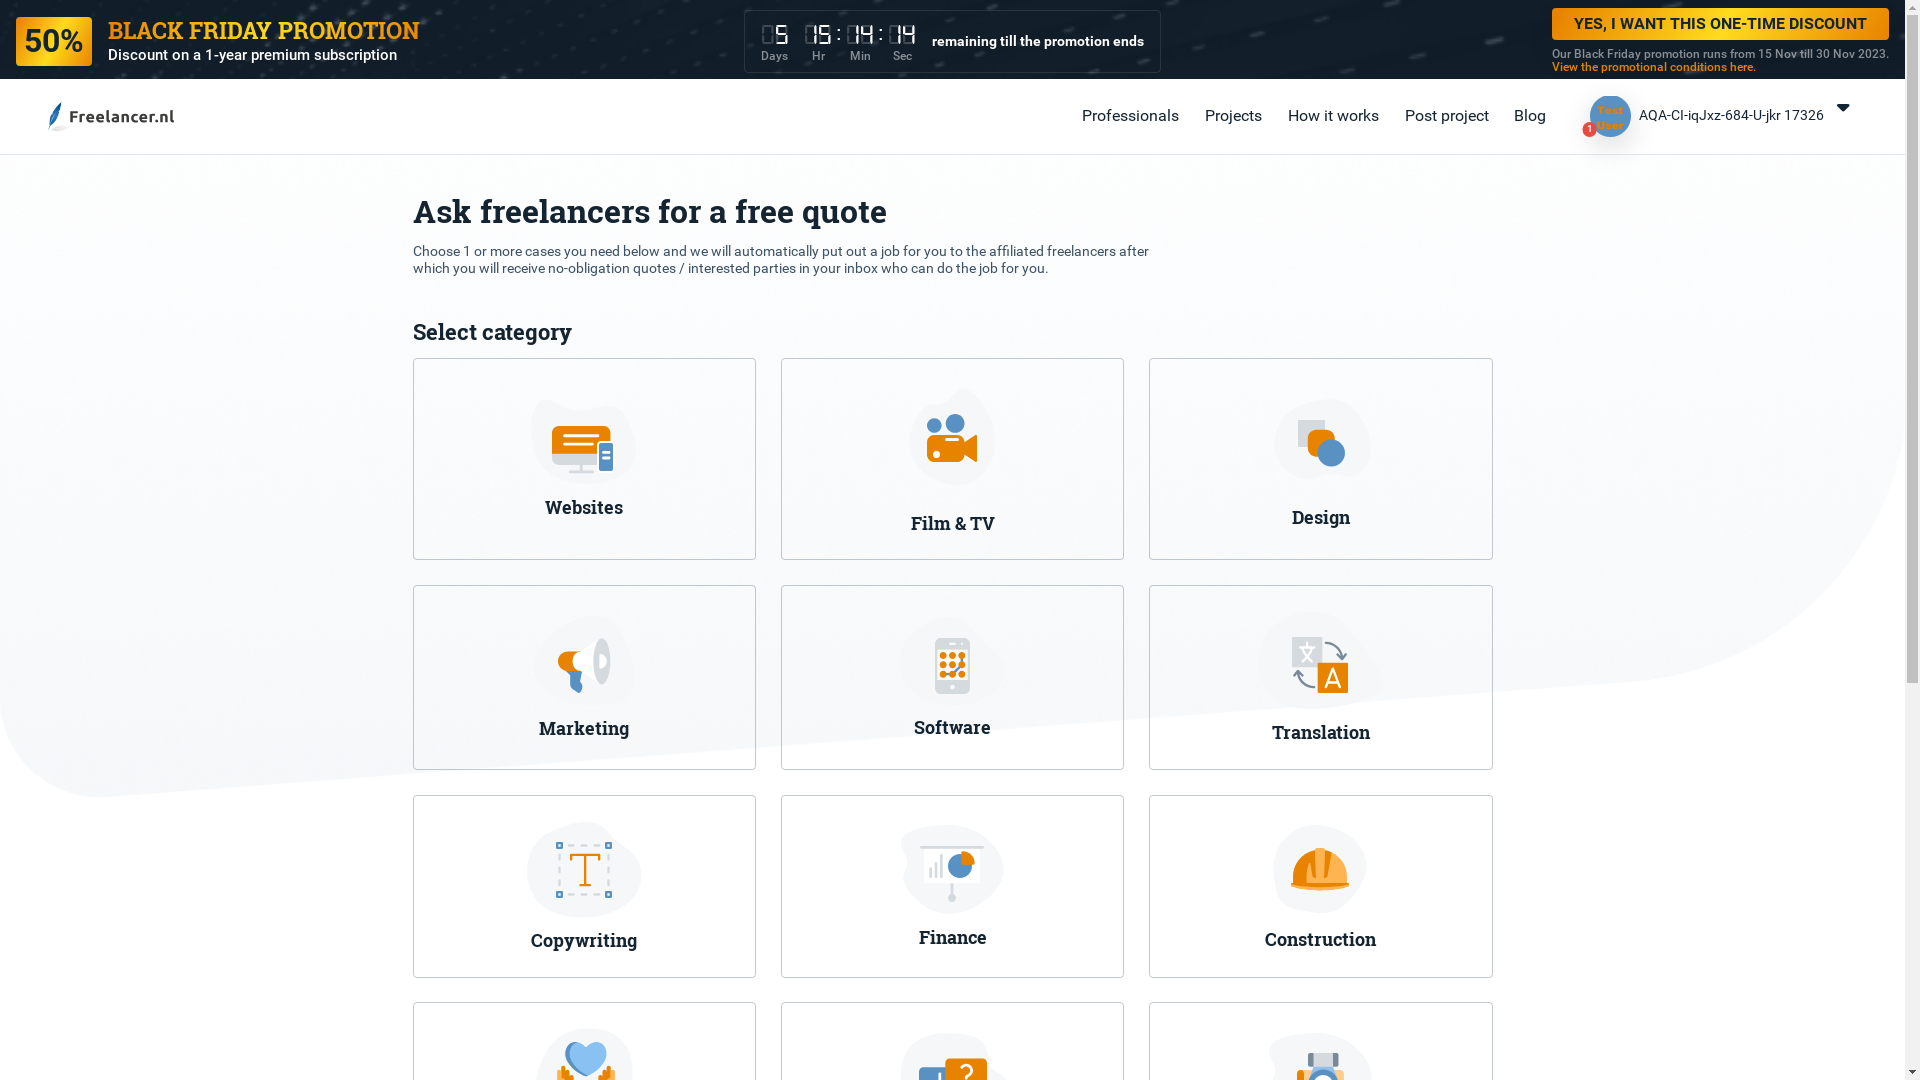 50%
BLACK FRIDAY PROMOTION
Discount on a 1-year premium subscription
5 15 : 14 : 14
Days Hr Min Sec
remaining till the promotion ends
YES, I WANT THIS ONE-TIME DISCOUNT
Our Black Friday promotion runs from 15 Nov till 30 Nov 2023.
View the promotional conditions here.
Freelancer.nl
Professionals
Projects
How it works
Post project
Blog
Test
User
1
AQA-CI-iqJxz-684-U-jkr 17326
Ask freelancers for a free quote
Choose 1 or more cases you need below and we will automatically put out a job for you to the affiliated freelancers after
which you will receive no-obligation quotes / interested parties in your inbox who can do the job for you.
Select category
Websites
Film & TV
Design
Marketing
Software
文
A
Translation
T
Copywriting
Finance
Construction
?